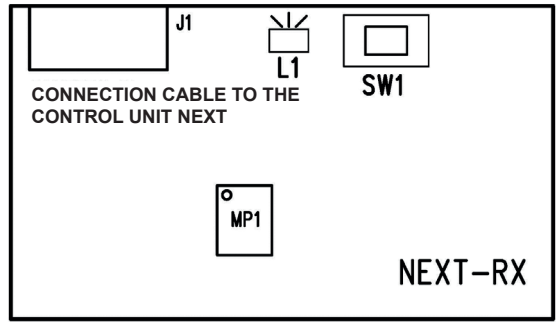 J1
L1
SW1
CONNECTION CABLE TO THE
CONTROL UNIT NEXT
MP1
NEXT-RX